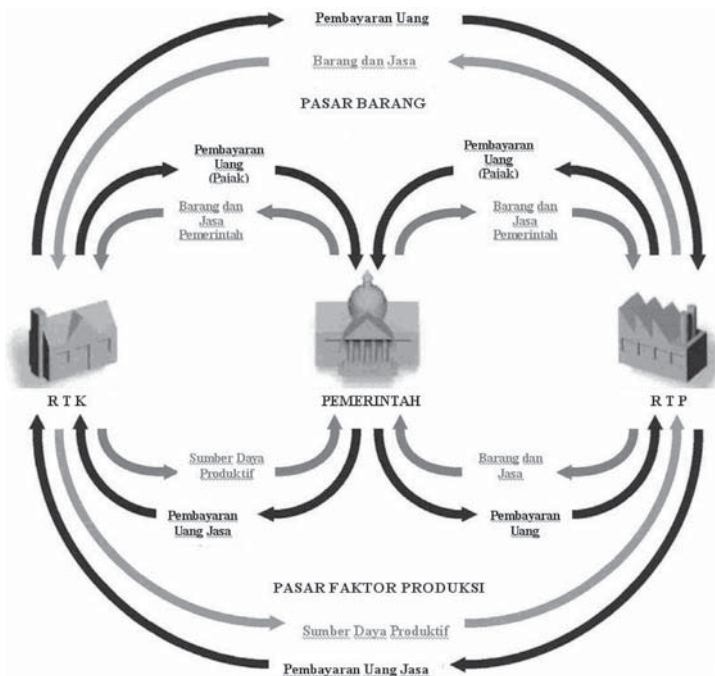 Pembayaran Uang
Barang dan Jasa
PASAR BARANG
Pembayaran
Uang
(Pajak)
Barang dan
Jasa
Pemerintah
Pembayaran
Uang
(Pajak)
Barang dan
Jasa
Pemerintah
R T K
PEMERINTAH
R T P
Sumber Daya
Produktif
Pembayaran
Uang Jasa
Barang dan
Jasa
Pembayaran
Uang
PASAR FAKTOR PRODUKSI
Sumber Daya Produktif
Pembayaran Uang Jasa